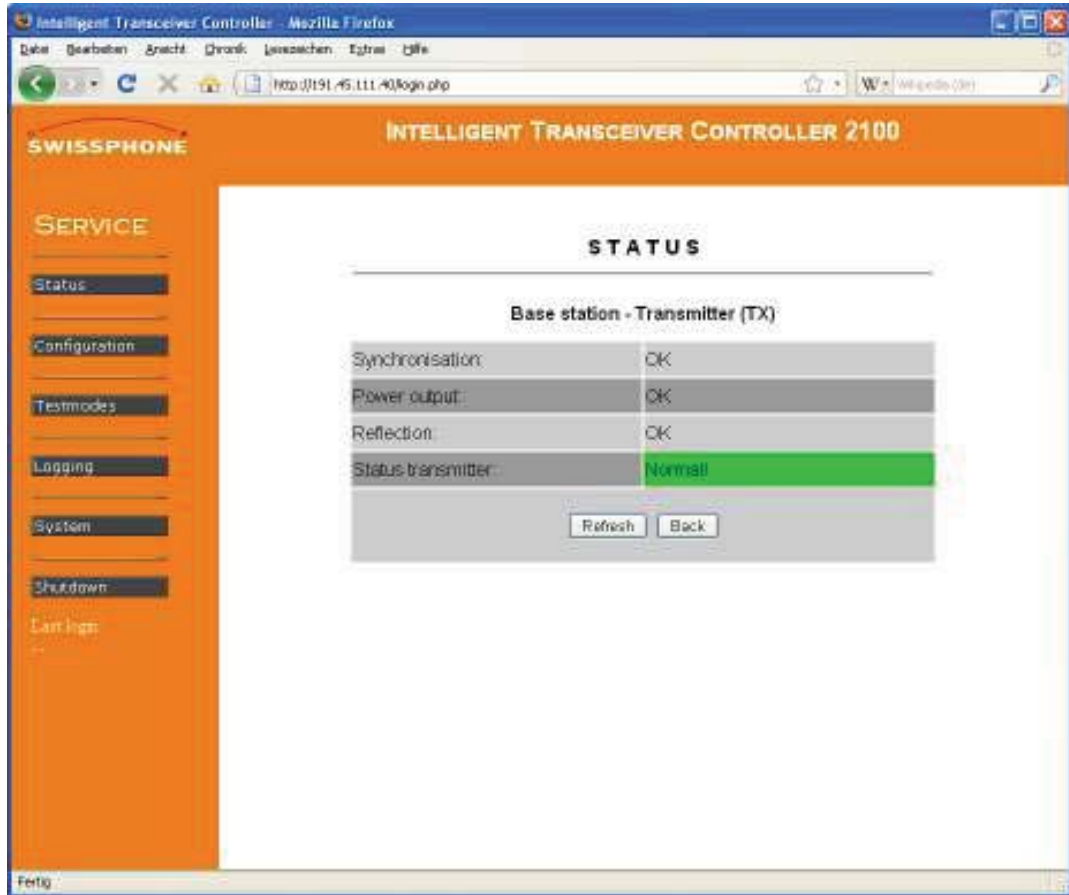 Intelligent Transceiver Controller - Mozilla Firefox
Datei Bearbeiten Ansicht Chronik Lesezeichen Extras Hilfe
http://191.45.111.40/login.php
W Wikipedia (de)
SWISSPHONE
INTELLIGENT TRANSCEIVER CONTROLLER 2100
SERVICE
Status
Configuration
Testmodes
Logging
System
Shutdown
Last login
--
STATUS
Base station - Transmitter (TX)
Synchronisation: OK
Power output: OK
Reflection: OK
Status transmitter: Normal!
Refresh Back
Fertig